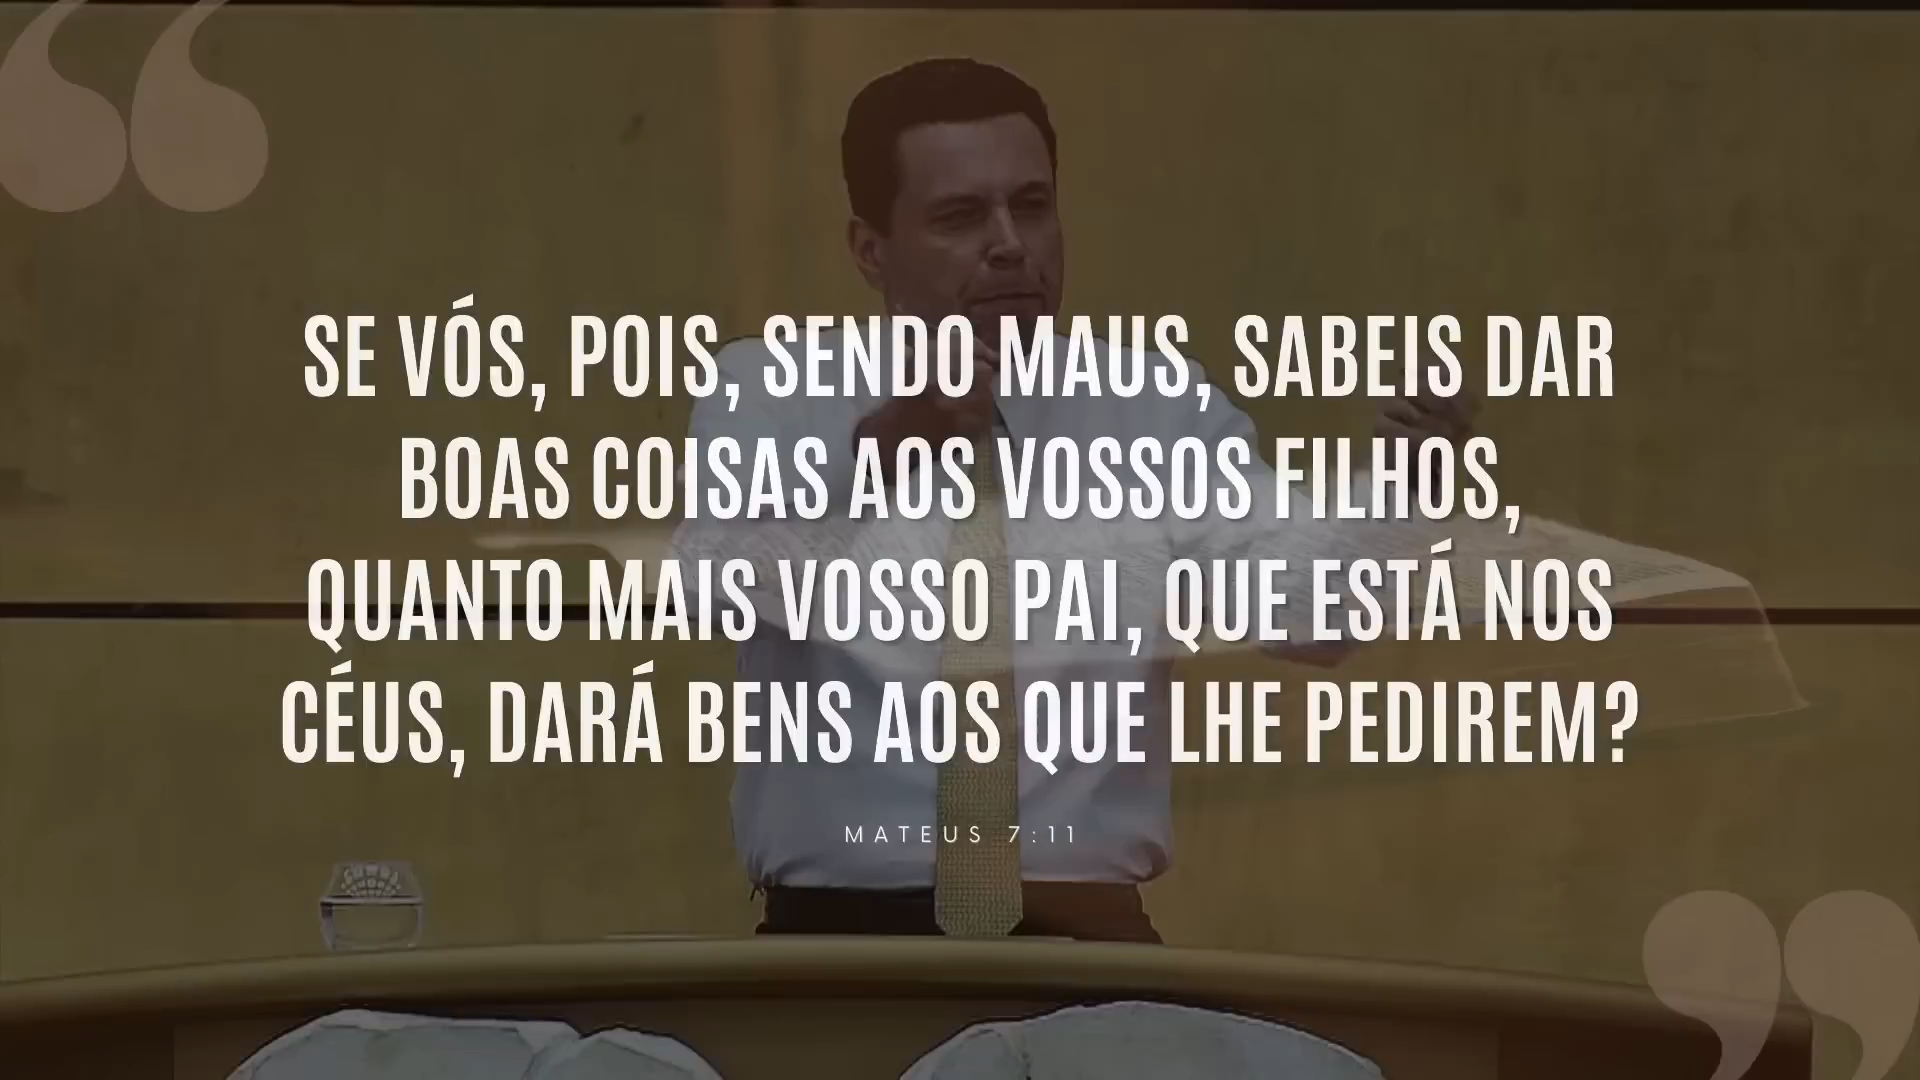 SE VÓS, POIS, SENDO MAUS, SABEIS DAR
BOAS COISAS AOS VOSSOS FILHOS,
QUANTO MAIS VOSSO PAI, QUE ESTÁ NOS
CÉUS, DARÁ BENS AOS QUE LHE PEDIREM?
MATEUS 7:11